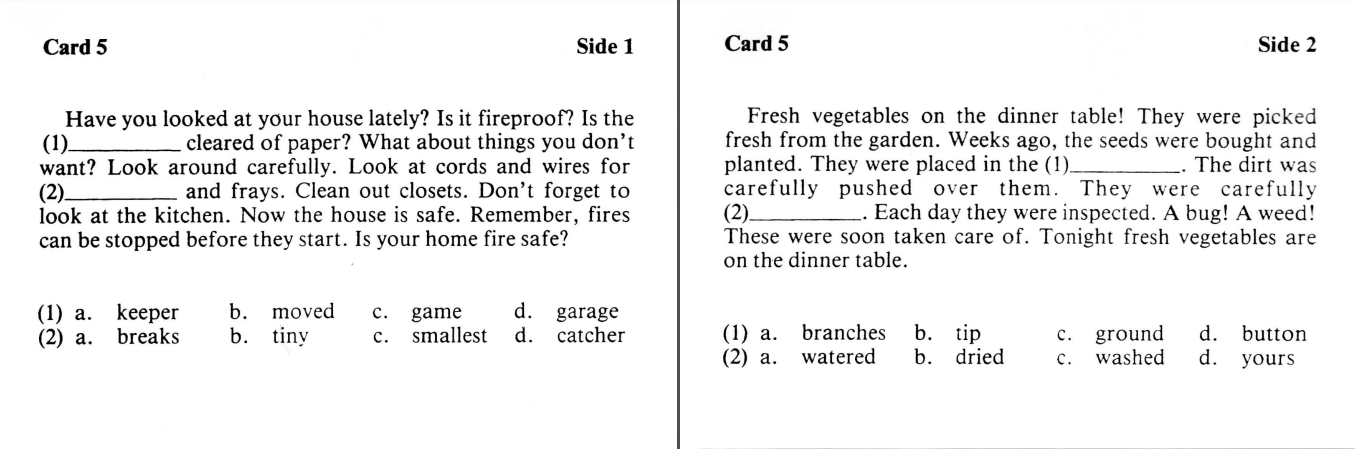 Card 5 Side 1
Have you looked at your house lately? Is it fireproof? Is the
(1)__________ cleared of paper? What about things you don't
want? Look around carefully. Look at cords and wires for
(2)__________ and frays. Clean out closets. Don't forget to
look at the kitchen. Now the house is safe. Remember, fires
can be stopped before they start. Is your home fire safe?
(1) a. keeper b. moved c. game d. garage
(2) a. breaks b. tiny c. smallest d. catcher
Card 5 Side 2
Fresh vegetables on the dinner table! They were picked
fresh from the garden. Weeks ago, the seeds were bought and
planted. They were placed in the (1)__________. The dirt was
carefully pushed over them. They were carefully
(2)__________. Each day they were inspected. A bug! A weed!
These were soon taken care of. Tonight fresh vegetables are
on the dinner table.
(1) a. branches b. tip c. ground d. button
(2) a. watered b. dried c. washed d. yours